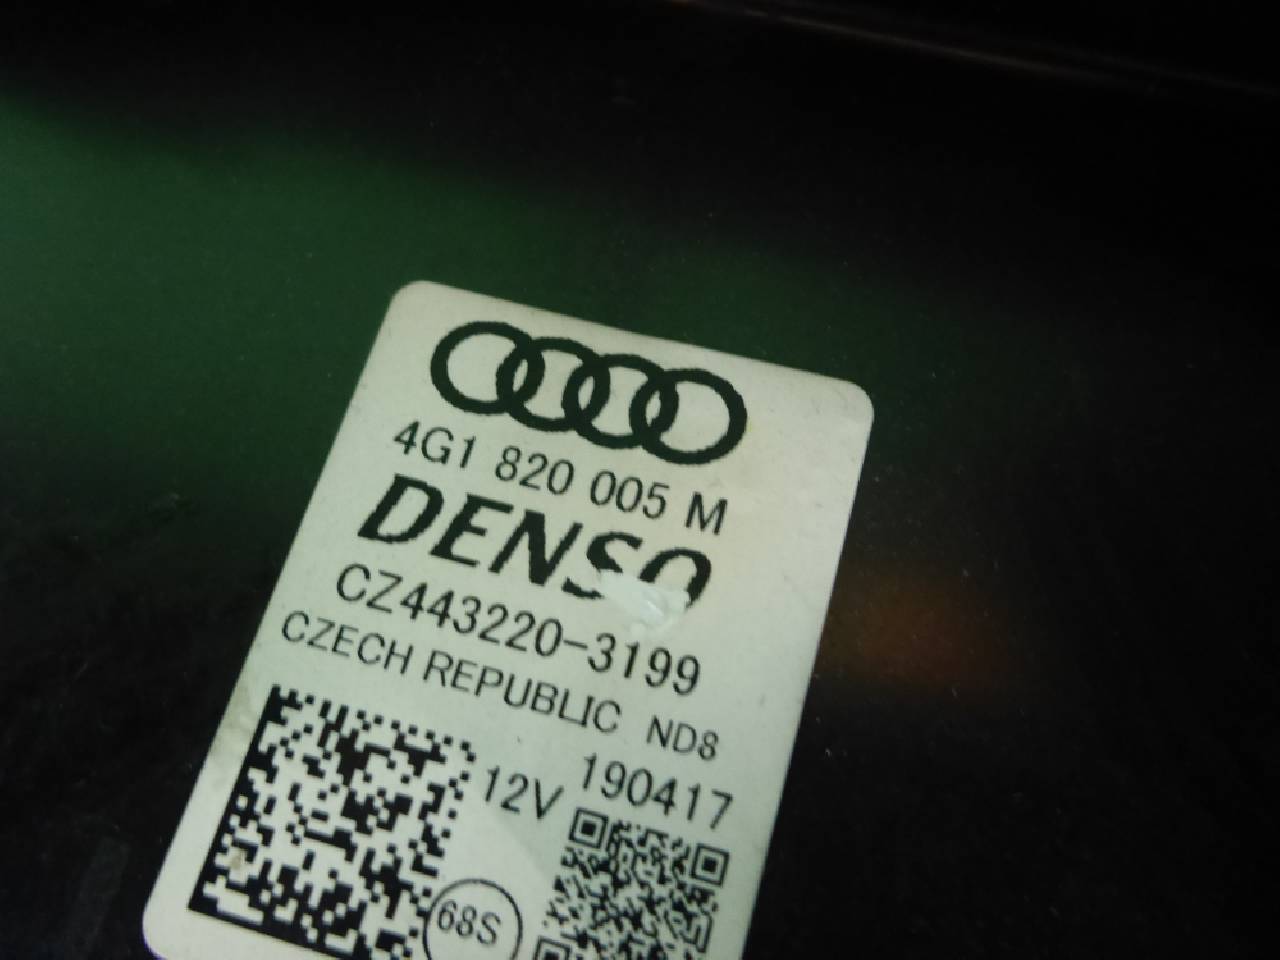 4G1 820 005 M
DENSO
CZ443220-3199
CZECH REPUBLIC ND8
12V 190417
68S